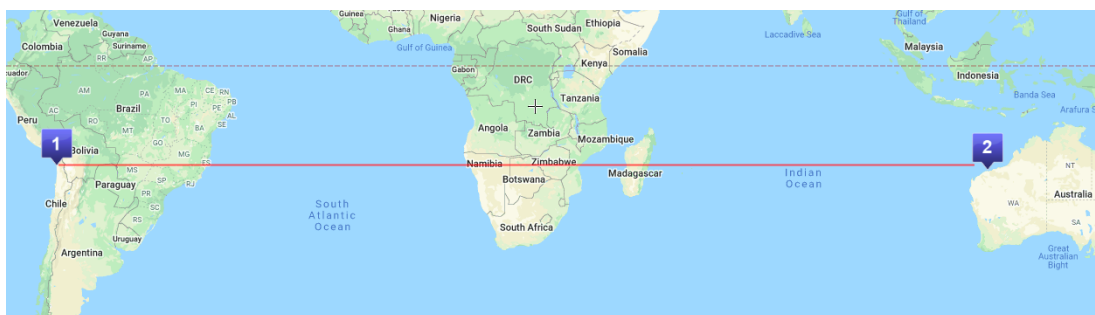 Venezuela
Guyana
Suriname
Colombia
RR
AP
AM
PA
MA
CE
RN
PB
PI
PE
AL
SE
AC
RO
TO
BA
Brazil
MT
GO
Peru
1
Bolivia
MG
ES
MS
SP
RJ
Paraguay
PR
SC
Chile
RS
Uruguay
Argentina
South
Atlantic
Ocean
Guinea
Nigeria
Ghana
Gulf of Guinea
South Sudan
Ethiopia
Somalia
Kenya
Gabon
DRC
Tanzania
Angola
Zambia
Mozambique
Namibia
Zimbabwe
Botswana
Madagascar
South Africa
Indian
Ocean
Laccadive Sea
Gulf of
Thailand
Malaysia
Indonesia
Banda Sea
Arafura S
2
NT
WA
Australia
SA
Great
Australian
Bight